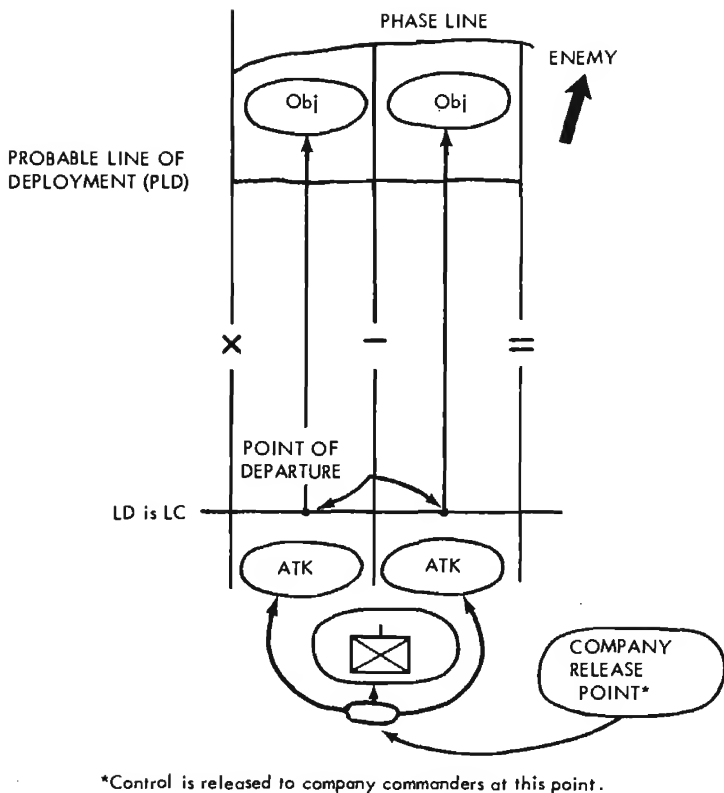 PHASE LINE
ENEMY
Obj
Obj
PROBABLE LINE OF
DEPLOYMENT (PLD)
POINT OF
DEPARTURE
LD is LC
ATK
ATK
COMPANY
RELEASE
POINT*
*Control is released to company commanders at this point.